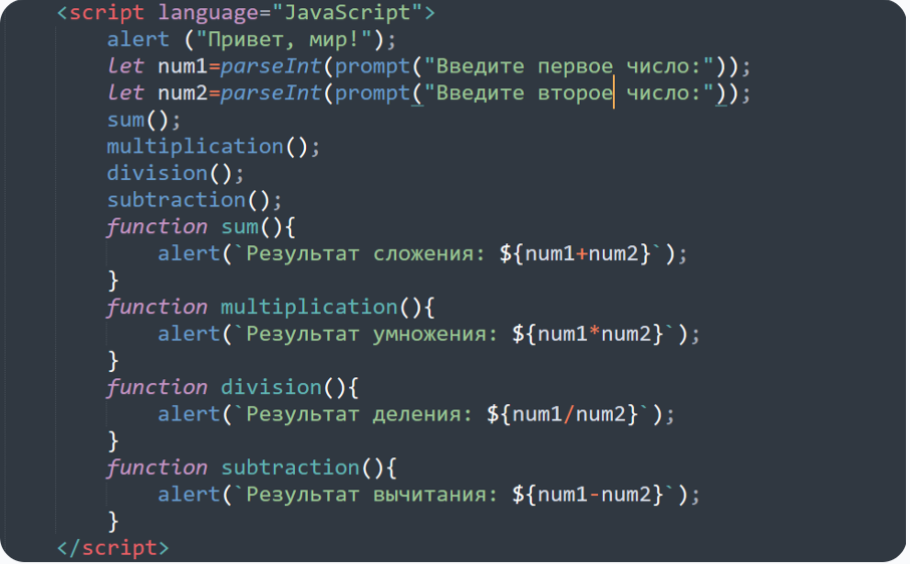 <script language="JavaScript">
alert ("Привет, мир!");
let num1=parseInt(prompt("Введите первое число:"));
let num2=parseInt(prompt("Введите второе число:"));
sum();
multiplication();
division();
subtraction();
function sum(){
alert(`Результат сложения: ${num1+num2}`);
}
function multiplication(){
alert(`Результат умножения: ${num1*num2}`);
}
function division(){
alert(`Результат деления: ${num1/num2}`);
}
function subtraction(){
alert(`Результат вычитания: ${num1-num2}`);
}
</script>